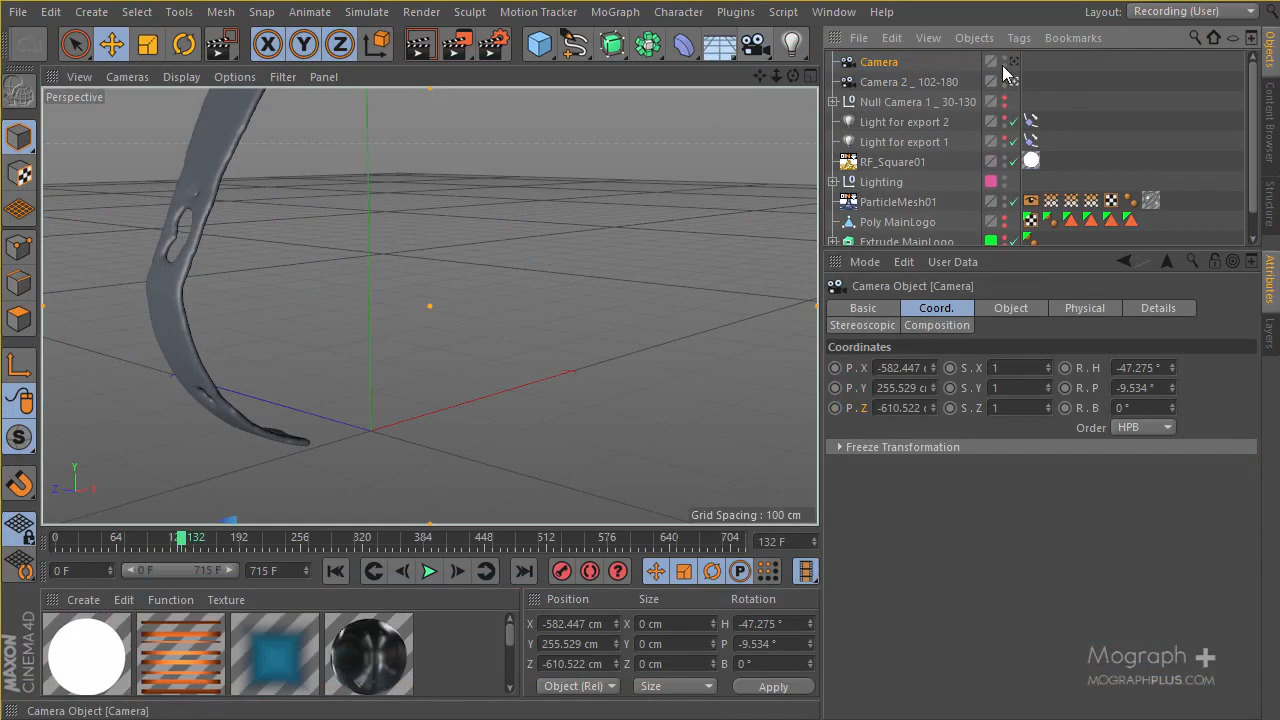 File Edit Create Select Tools Mesh Snap Animate Simulate Render Sculpt Motion Tracker MoGraph Character Plugins Script Window Help Layout: Recording (User)
View Cameras Display Options Filter Panel
Perspective
Grid Spacing : 100 cm
Y
Z X
0 64 132 192 256 320 384 448 512 576 640 704 132 F
0 F 0 F 715 F 715 F
Create Edit Function Texture
MAXON
CINEMA 4D
Position Size Rotation
X -582.447 cm X 0 cm H -47.275 °
Y 255.529 cm Y 0 cm P -9.534 °
Z -610.522 cm Z 0 cm B 0 °
Object (Rel) Size Apply
Camera Object [Camera]
File Edit View Objects Tags Bookmarks
Camera
Camera 2 _ 102-180
Null Camera 1 _ 30-130
Light for export 2
Light for export 1
RF_Square01
Lighting
ParticleMesh01
Poly MainLogo
Extrude MainLogo
Mode Edit User Data
Camera Object [Camera]
Basic Coord. Object Physical Details
Stereoscopic Composition
Coordinates
P . X -582.447 S . X 1 R . H -47.275 °
P . Y 255.529 S . Y 1 R . P -9.534 °
P . Z -610.522 S . Z 1 R . B 0 °
Order HPB
Freeze Transformation
Objects
Content Browser
Structure
Attributes
Layers
Mograph
MOGRAPHPLUS.COM